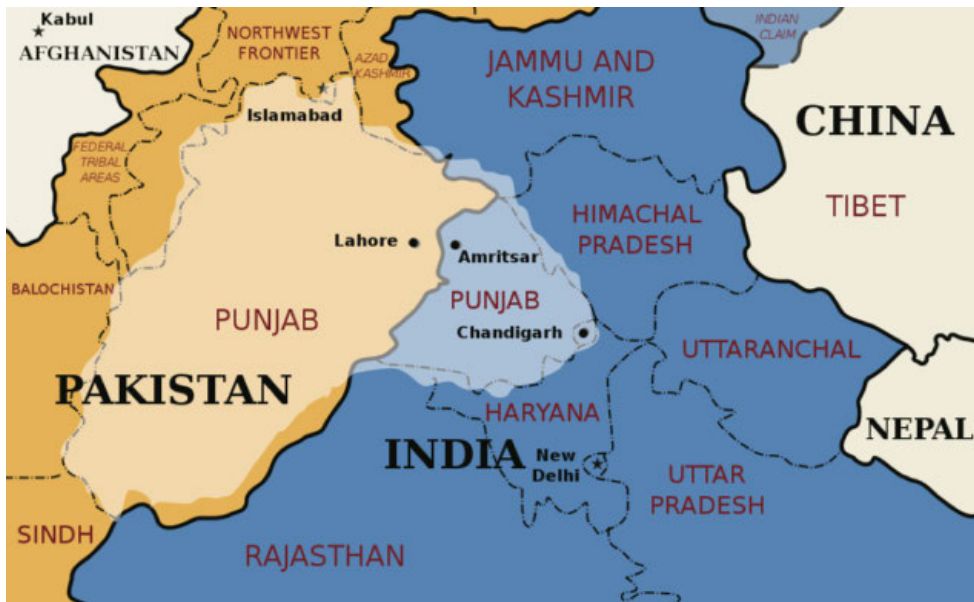 Kabul
AFGHANISTAN
NORTHWEST
FRONTIER
AZAD
KASHMIR
INDIAN
CLAIM
JAMMU AND
KASHMIR
CHINA
TIBET
Islamabad
FEDERAL
TRIBAL
AREAS
HIMACHAL
PRADESH
Lahore
Amritsar
BALOCHISTAN
PUNJAB
PUNJAB
Chandigarh
UTTARANCHAL
PAKISTAN
HARYANA
NEPAL
INDIA
New
Delhi
UTTAR
PRADESH
SINDH
RAJASTHAN